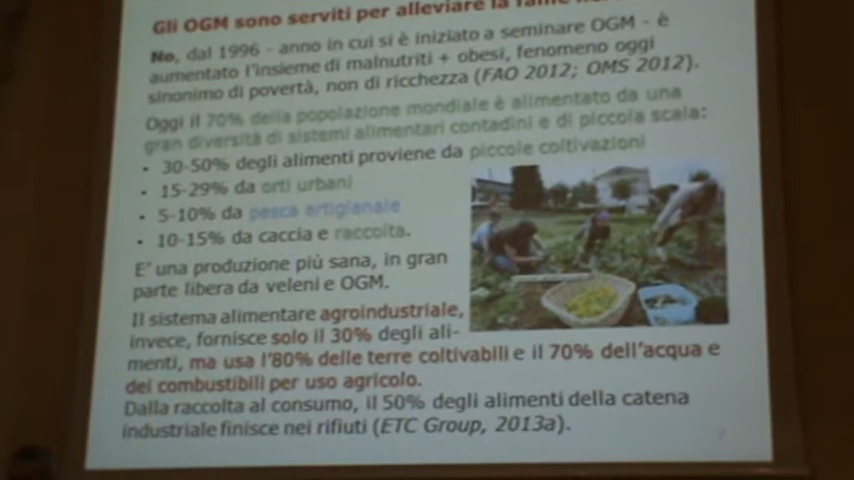 Gli OGM sono serviti per alleviare la fame
No, dal 1996 - anno in cui si è iniziato a seminare OGM - è
aumentato l'insieme di malnutriti + obesi, fenomeno oggi
sinonimo di povertà, non di ricchezza (FAO 2012; OMS 2012).
Oggi il 70% della popolazione mondiale è alimentato da una
gran diversità di sistemi alimentari contadini e di piccola scala:
• 30-50% degli alimenti proviene da piccole coltivazioni
• 15-29% da orti urbani
• 5-10% da pesca artigianale
• 10-15% da caccia e raccolta.
E' una produzione più sana, in gran
parte libera da veleni e OGM.
Il sistema alimentare agroindustriale,
invece, fornisce solo il 30% degli ali-
menti, ma usa l'80% delle terre coltivabili e il 70% dell'acqua e
dei combustibili per uso agricolo.
Dalla raccolta al consumo, il 50% degli alimenti della catena
industriale finisce nei rifiuti (ETC Group, 2013a).